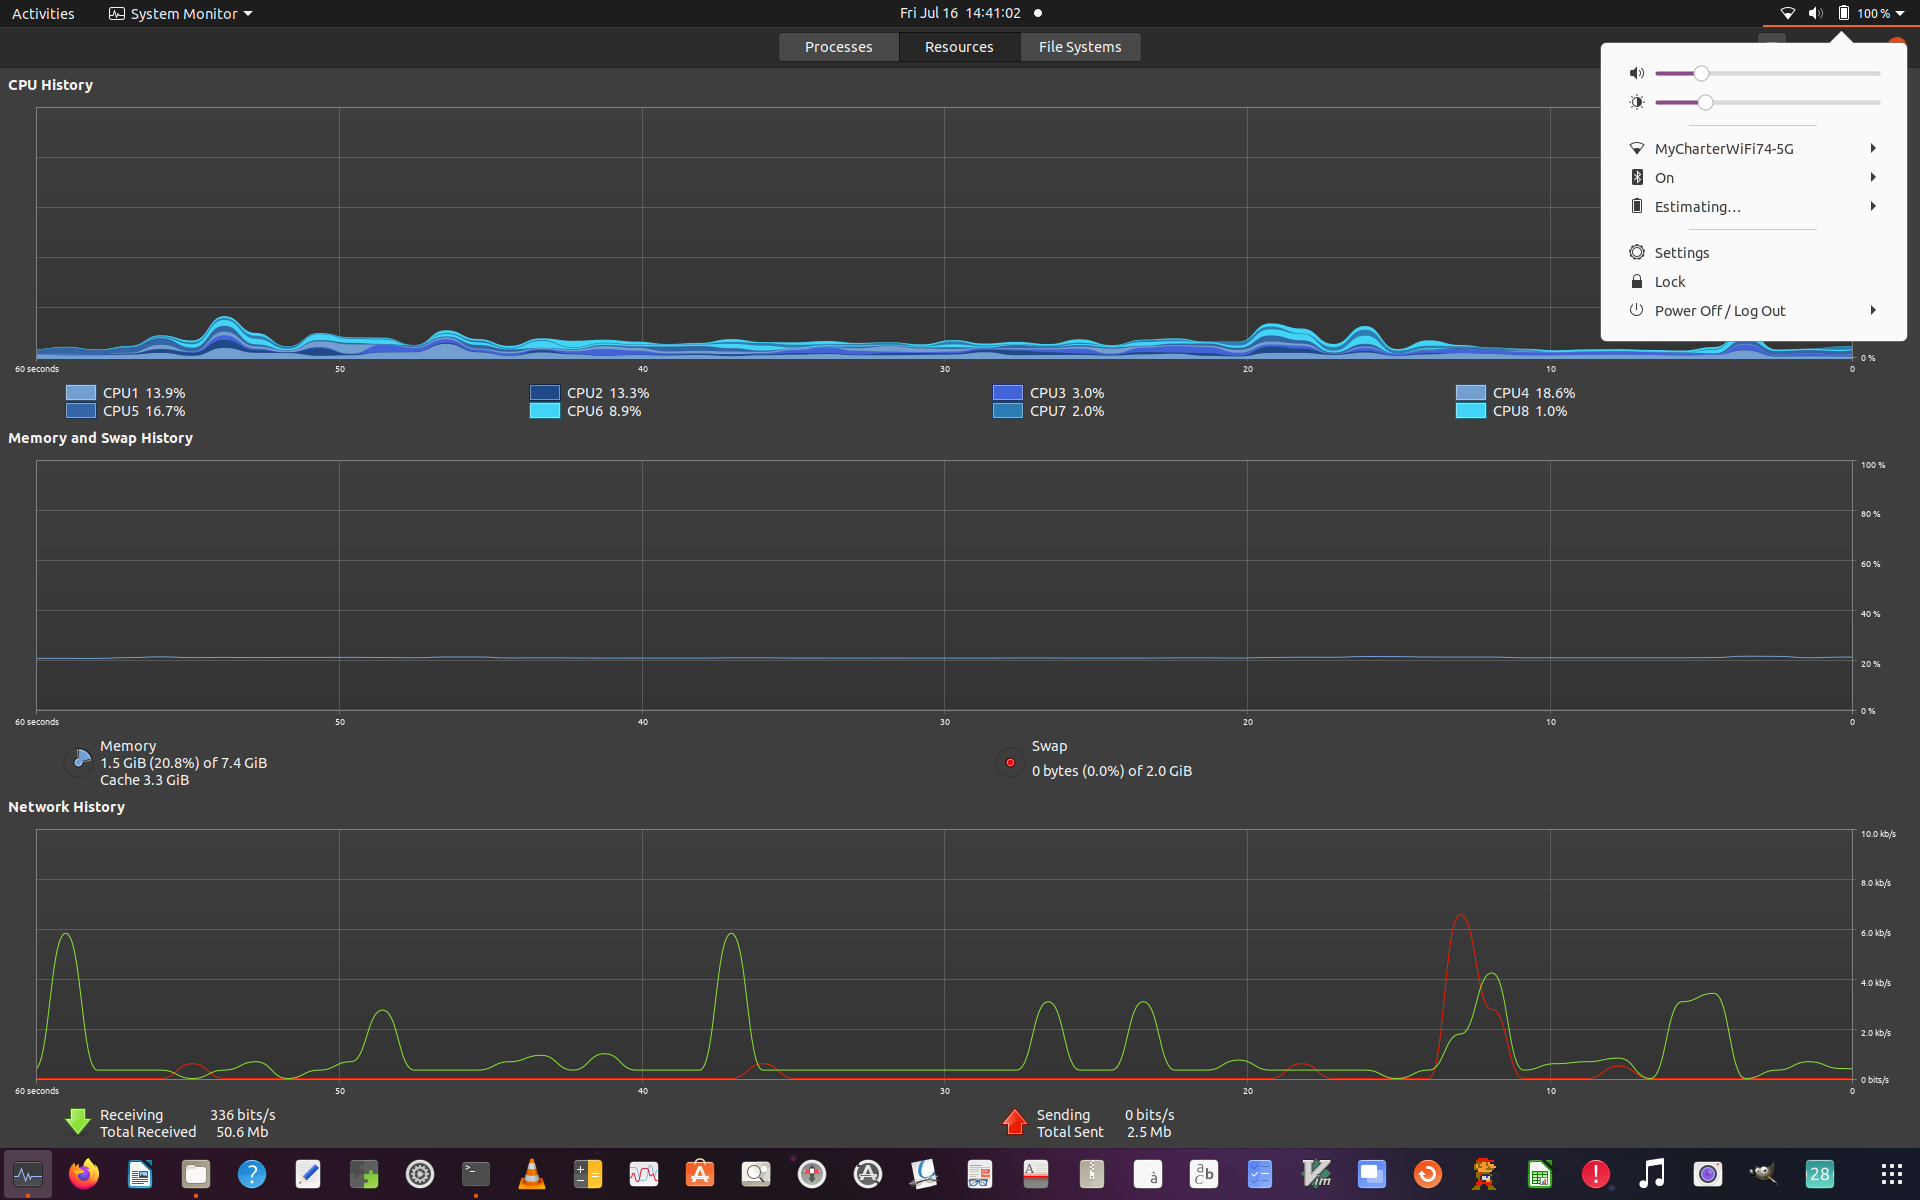 Activities System Monitor Fri Jul 16 14:41:02 100 %
Processes Resources File Systems
CPU History
MyCharterWiFi74-5G
On
Estimating…
Settings
Lock
Power Off / Log Out
0 %
60 seconds 50 40 30 20 10 0
CPU1 13.9% CPU2 13.3% CPU3 3.0% CPU4 18.6%
CPU5 16.7% CPU6 8.9% CPU7 2.0% CPU8 1.0%
Memory and Swap History
100 %
80 %
60 %
40 %
20 %
0 %
60 seconds 50 40 30 20 10 0
Memory
1.5 GiB (20.8%) of 7.4 GiB
Cache 3.3 GiB
Swap
0 bytes (0.0%) of 2.0 GiB
Network History
10.0 kb/s
8.0 kb/s
6.0 kb/s
4.0 kb/s
2.0 kb/s
0 bits/s
60 seconds 50 40 30 20 10 0
Receiving 336 bits/s
Total Received 50.6 Mb
Sending 0 bits/s
Total Sent 2.5 Mb
28